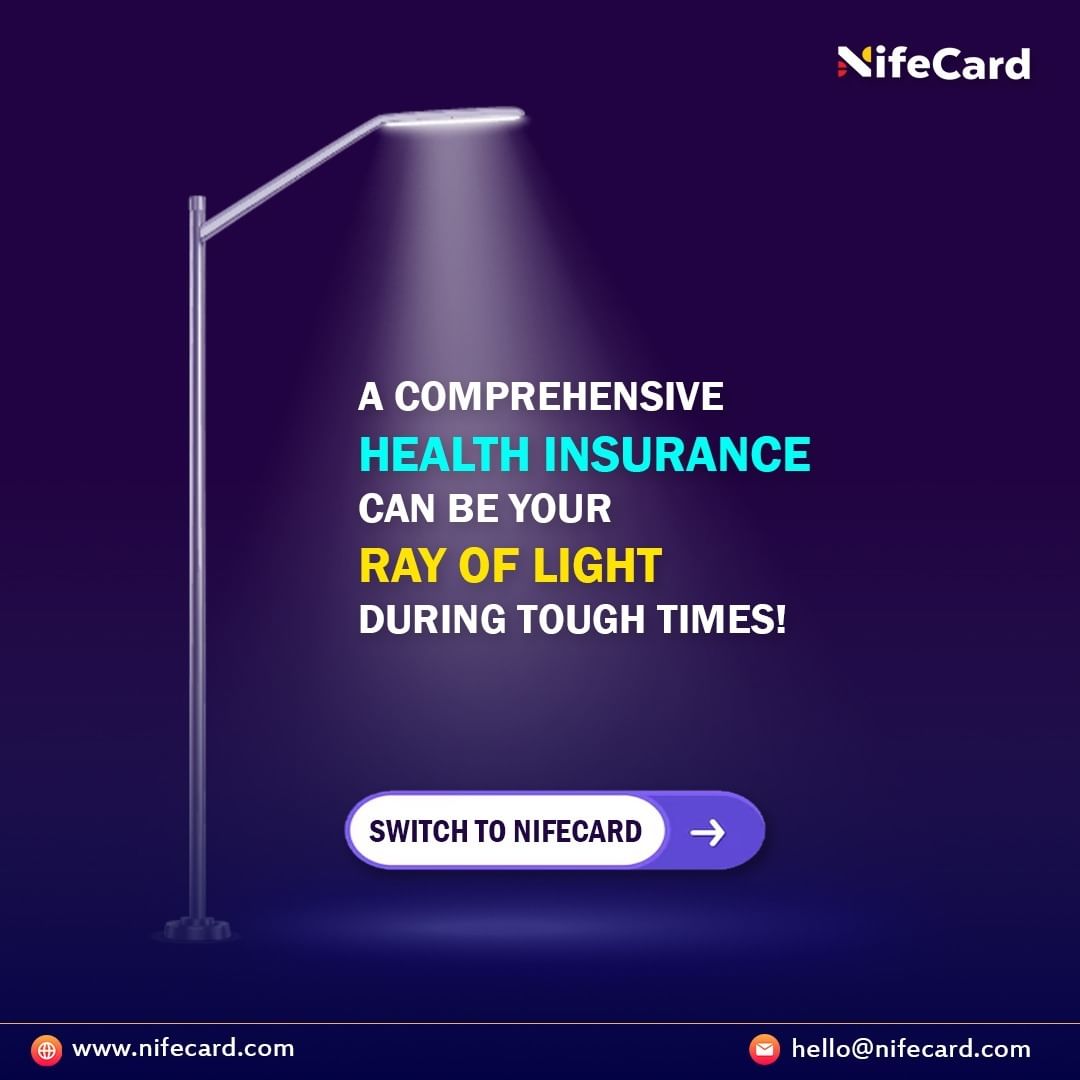 NifeCard
A COMPREHENSIVE
HEALTH INSURANCE
CAN BE YOUR
RAY OF LIGHT
DURING TOUGH TIMES!
SWITCH TO NIFECARD
www.nifecard.com
hello@nifecard.com